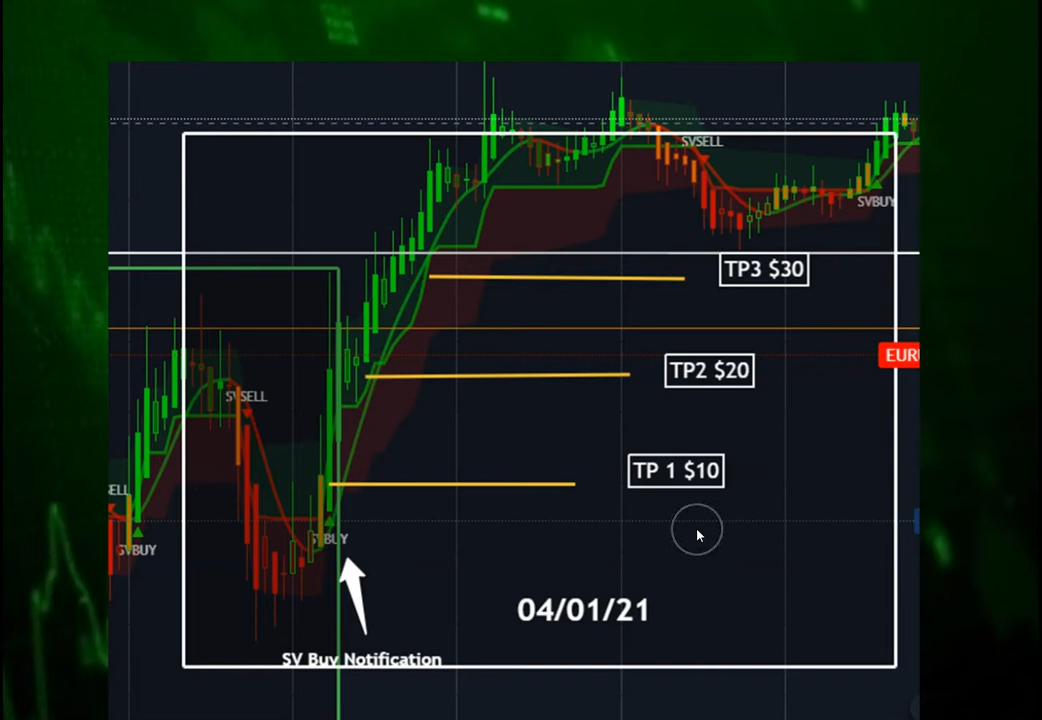 SVSELL
SVBUY
TP3 $30
EUR
TP2 $20
SVSELL
TP 1 $10
ELL
SVBUY
SVBUY
04/01/21
SV Buy Notification